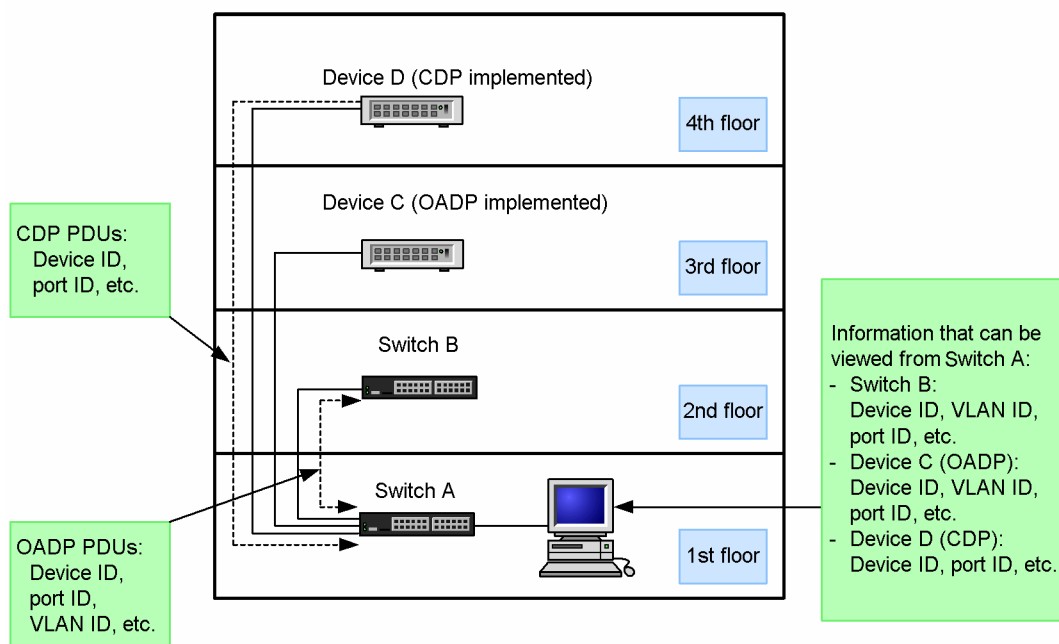 Device D (CDP implemented)
4th floor
Device C (OADP implemented)
3rd floor
CDP PDUs:
Device ID,
port ID, etc.
Switch B
2nd floor
Switch A
1st floor
OADP PDUs:
Device ID,
port ID,
VLAN ID, etc.
Information that can be
viewed from Switch A:
- Switch B:
Device ID, VLAN ID,
port ID, etc.
- Device C (OADP):
Device ID, VLAN ID,
port ID, etc.
- Device D (CDP):
Device ID, port ID, etc.